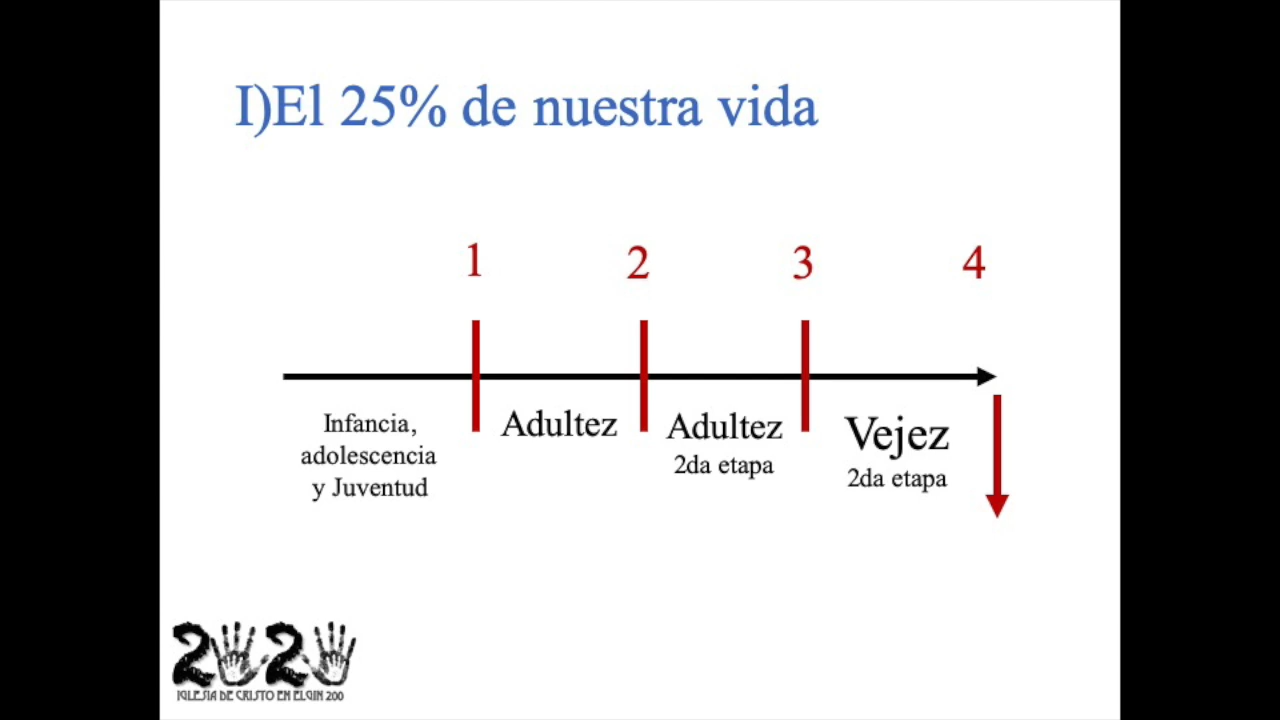 I)El 25% de nuestra vida
1 2 3 4
Infancia,
adolescencia
y Juventud
Adultez
Adultez
2da etapa
Vejez
2da etapa
2020
IGLESIA DE CRISTO EN ELGIN 200